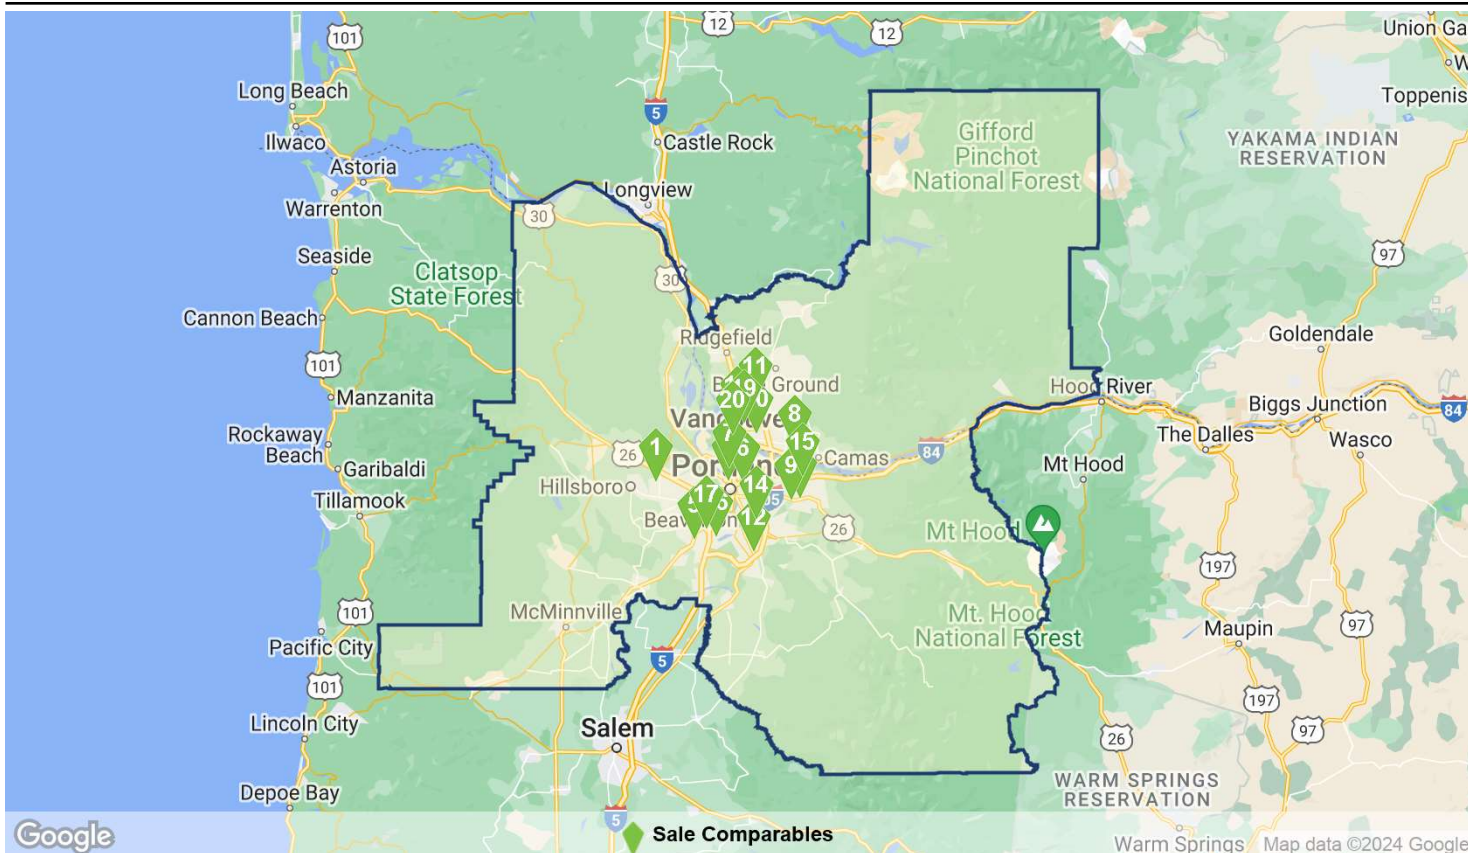 12
12
Union Ga
101
Long Beach
Toppenis
5
Gifford
Pinchot
National Forest
YAKAMA INDIAN
RESERVATION
Ilwaco
Castle Rock
Astoria
Longview
Warrenton
30
Seaside
97
Clatsop
State Forest
30
Cannon Beach
Ridgefield
Goldendale
101
11
Ground
Hood River
Manzanita
19
20
0
8
Biggs Junction
84
Rockaway
Beach
7
15
The Dalles
Wasco
1
6
26
84
Camas
Garibaldi
9
Mt Hood
Hillsboro
14
Tillamook
17
5
12
26
Mt Hood
197
101
McMinnville
Mt. Hood
National Forest
Maupin
97
Pacific City
5
101
197
Salem
Lincoln City
97
26
Depoe Bay
WARM SPRINGS
RESERVATION
5
Google
Sale Comparables
Warm Springs
Map data ©2024 Google